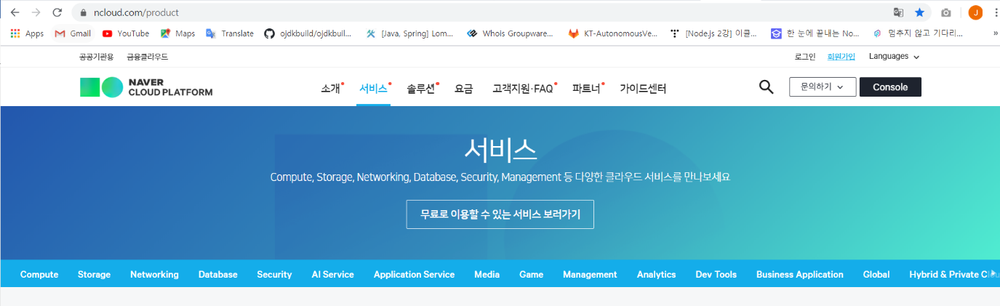 ncloud.com/product
Apps Gmail YouTube Maps Translate ojdkbuild/ojdkbuil... [Java, Spring] Lom... Whois Groupware... KT-AutonomousVe... [Node.js 2강] 이클... 한 눈에 끝내는 No... 멈추지 않고 기다리... »
공공기관용 금융클라우드 로그인 회원가입 Languages
NAVER
CLOUD PLATFORM
소개 서비스 솔루션 요금 고객지원·FAQ 파트너 가이드센터 문의하기 Console
서비스
Compute, Storage, Networking, Database, Security, Management 등 다양한 클라우드 서비스를 만나보세요
무료로 이용할 수 있는 서비스 보러가기
Compute Storage Networking Database Security AI Service Application Service Media Game Management Analytics Dev Tools Business Application Global Hybrid & Private Clou
J